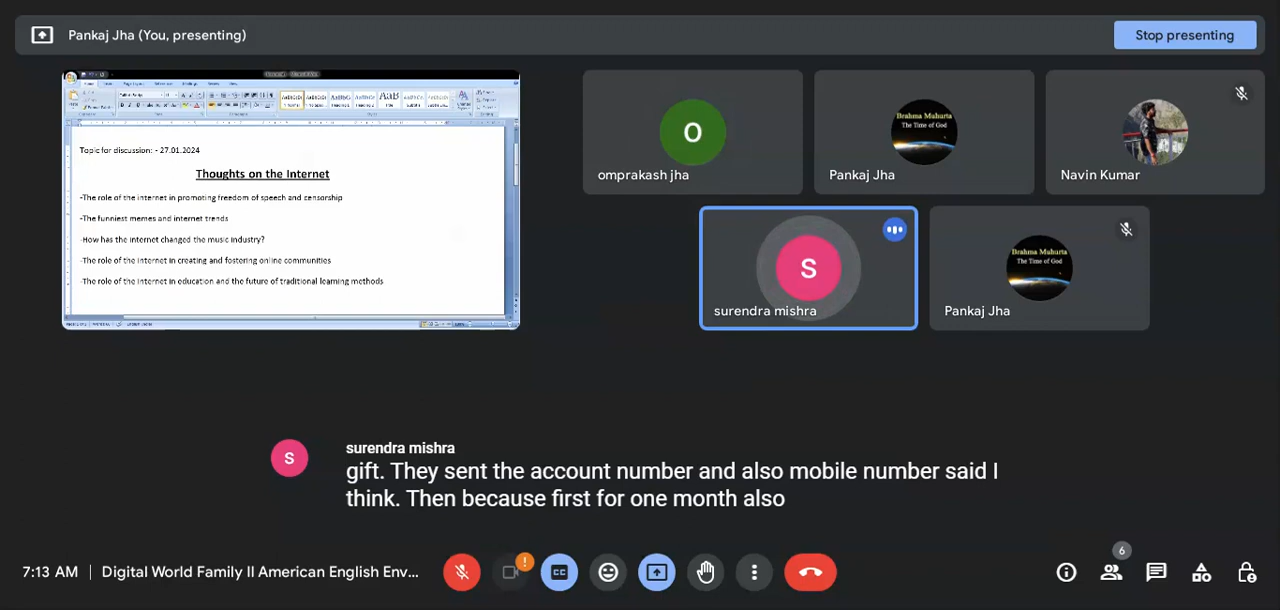 Pankaj Jha (You, presenting)
Stop presenting
Topic for discussion: - 27.01.2024
Thoughts on the Internet
-The role of the internet in promoting freedom of speech and censorship
-The funniest memes and internet trends
-How has the internet changed the music industry?
-The role of the internet in creating and fostering online communities
-The role of the internet in education and the future of traditional learning methods
O
omprakash jha
Brahma Muhurta
The Time of God
Pankaj Jha
Navin Kumar
S
surendra mishra
Brahma Muhurta
The Time of God
Pankaj Jha
S
surendra mishra
gift. They sent the account number and also mobile number said I
think. Then because first for one month also
7:13 AM | Digital World Family II American English Env...
CC
6